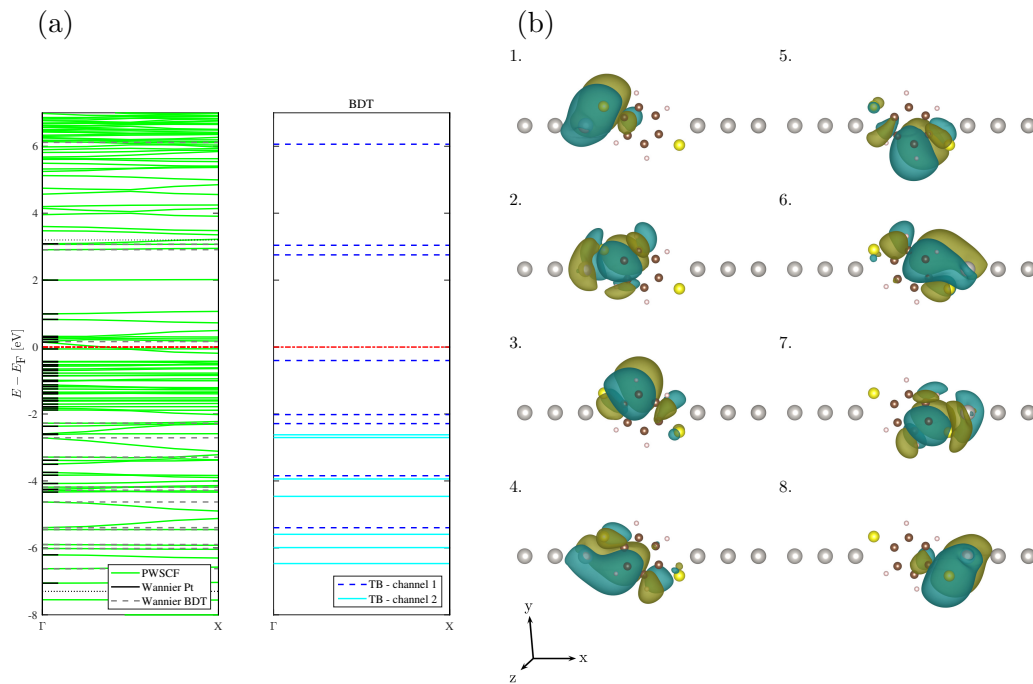 (a)
E − E_F [eV]
6
4
2
0
-2
-4
-6
-8
Γ
X
PWSCF
Wannier Pt
Wannier BDT
BDT
TB - channel 1
TB - channel 2
Γ
X
(b)
1.
2.
3.
4.
5.
6.
7.
8.
y
x
z